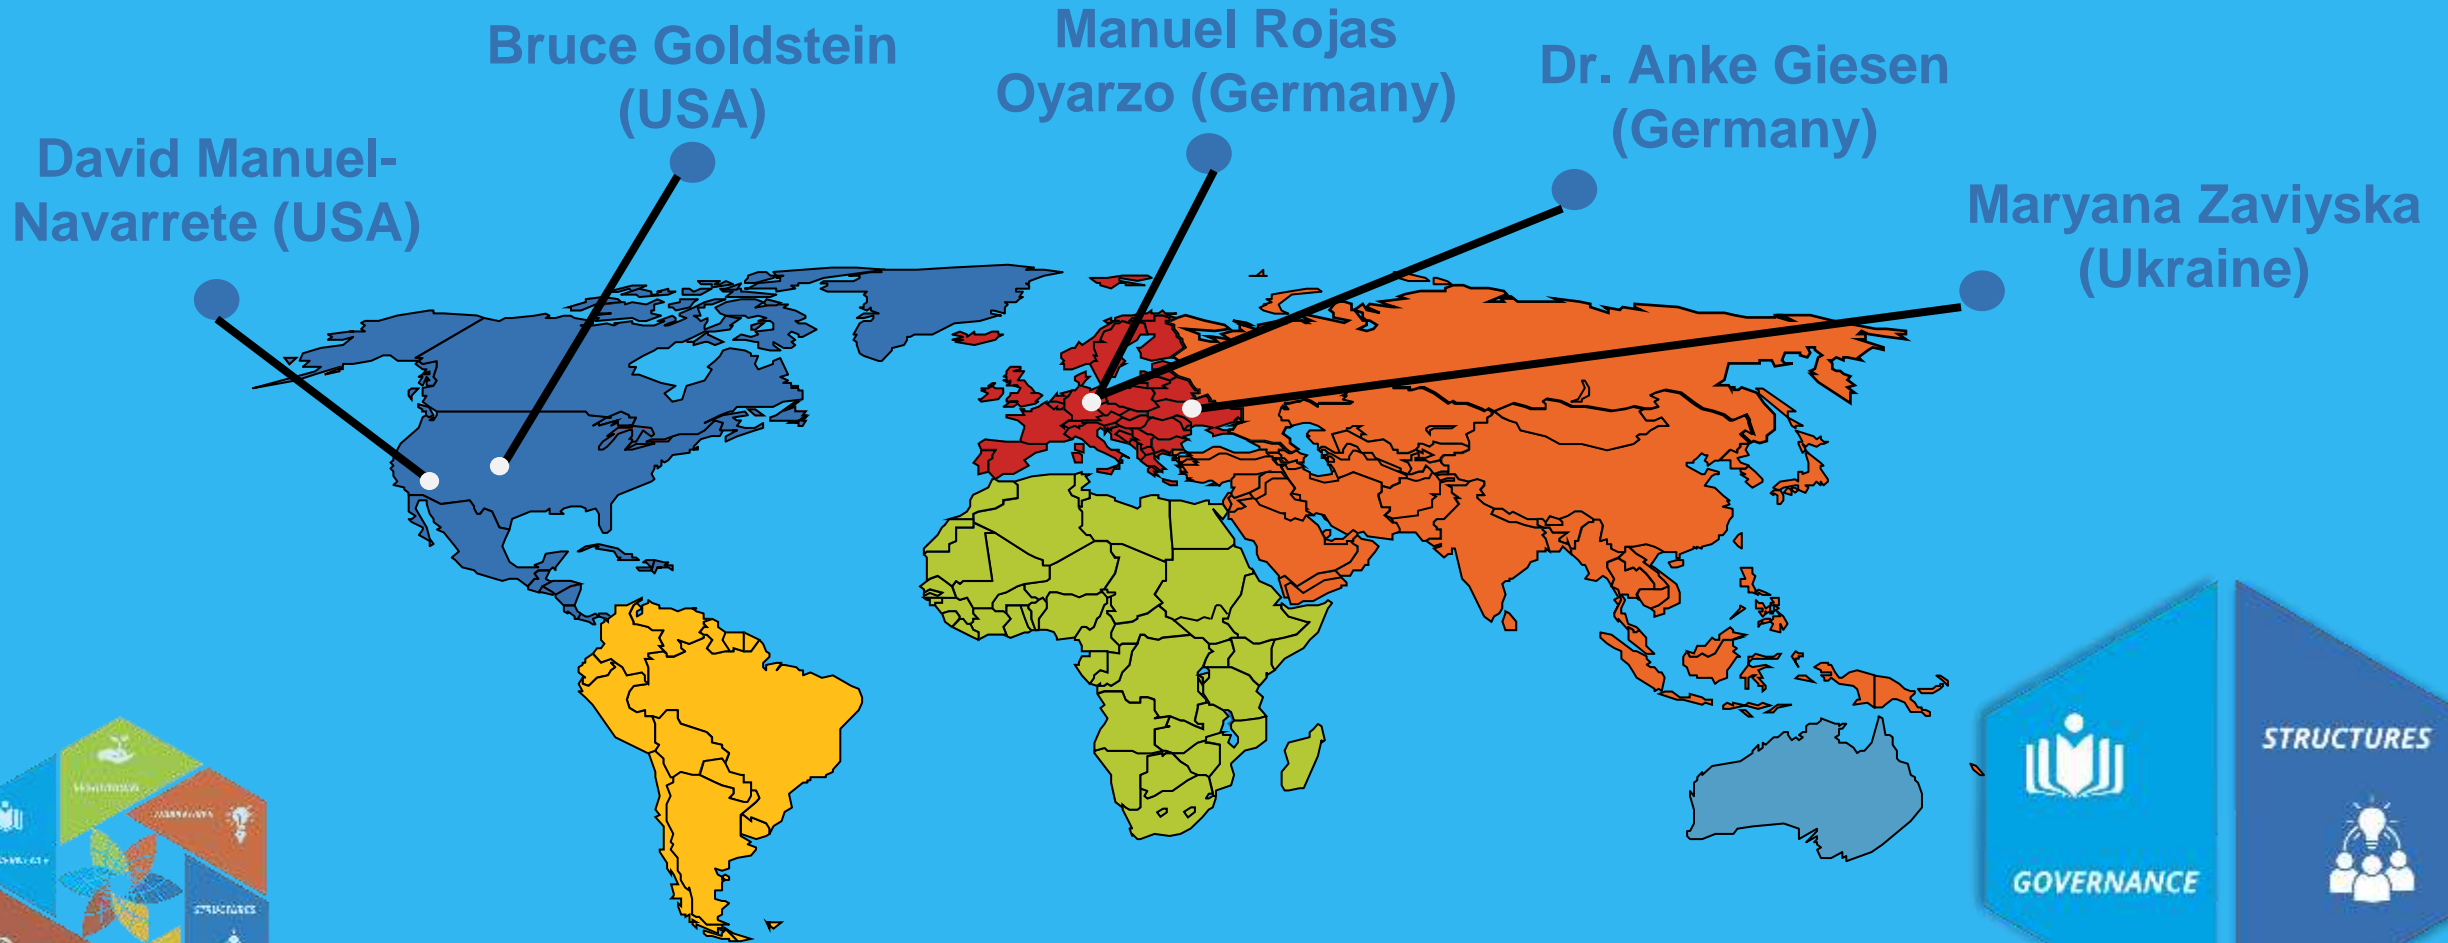 Bruce Goldstein
(USA)
Manuel Rojas
Oyarzo (Germany)
Dr. Anke Giesen
(Germany)
David Manuel-
Navarrete (USA)
Maryana Zaviyska
(Ukraine)
STRUCTURES
GOVERNANCE
STRUCTURES